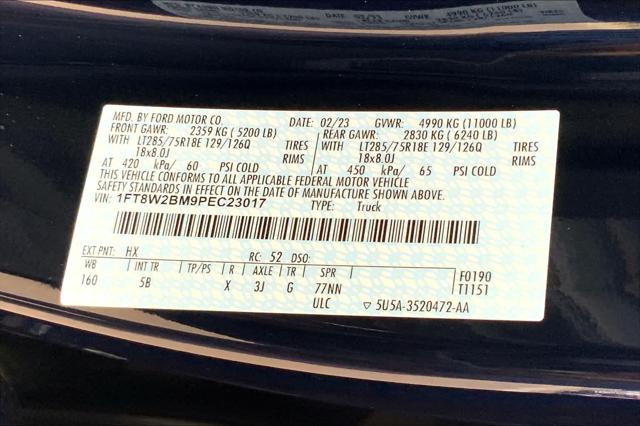 MFD. BY FORD MOTOR CO. 02/23 GVWR: 4990 KG (11000 LB)
FRONT GAWR: 2359 KG (5200 LB) REAR GAWR: 2830 KG (6240 LB)
WITH LT285/75R18E 129/126Q TIRES WITH LT285/75R18E 129/126Q TIRES
18x8.0J RIMS 18x8.0J RIMS
AT 420 kPa/ 60 PSI COLD AT 450 kPa/ 65 PSI COLD
THIS VEHICLE CONFORMS TO ALL APPLICABLE FEDERAL MOTOR VEHICLE
SAFETY STANDARDS IN EFFECT ON THE DATE OF MANUFACTURE SHOWN ABOVE.
VIN: 1FT8W2BM9PEC23017 TYPE: Truck
EXT PNT: HX RC: 52 DSO:
WB INT TR TP/PS R AXLE TR SPR F0190
160 5B X 3J G 77NN T1151
ULC ▽ 5U5A-3520472-AA